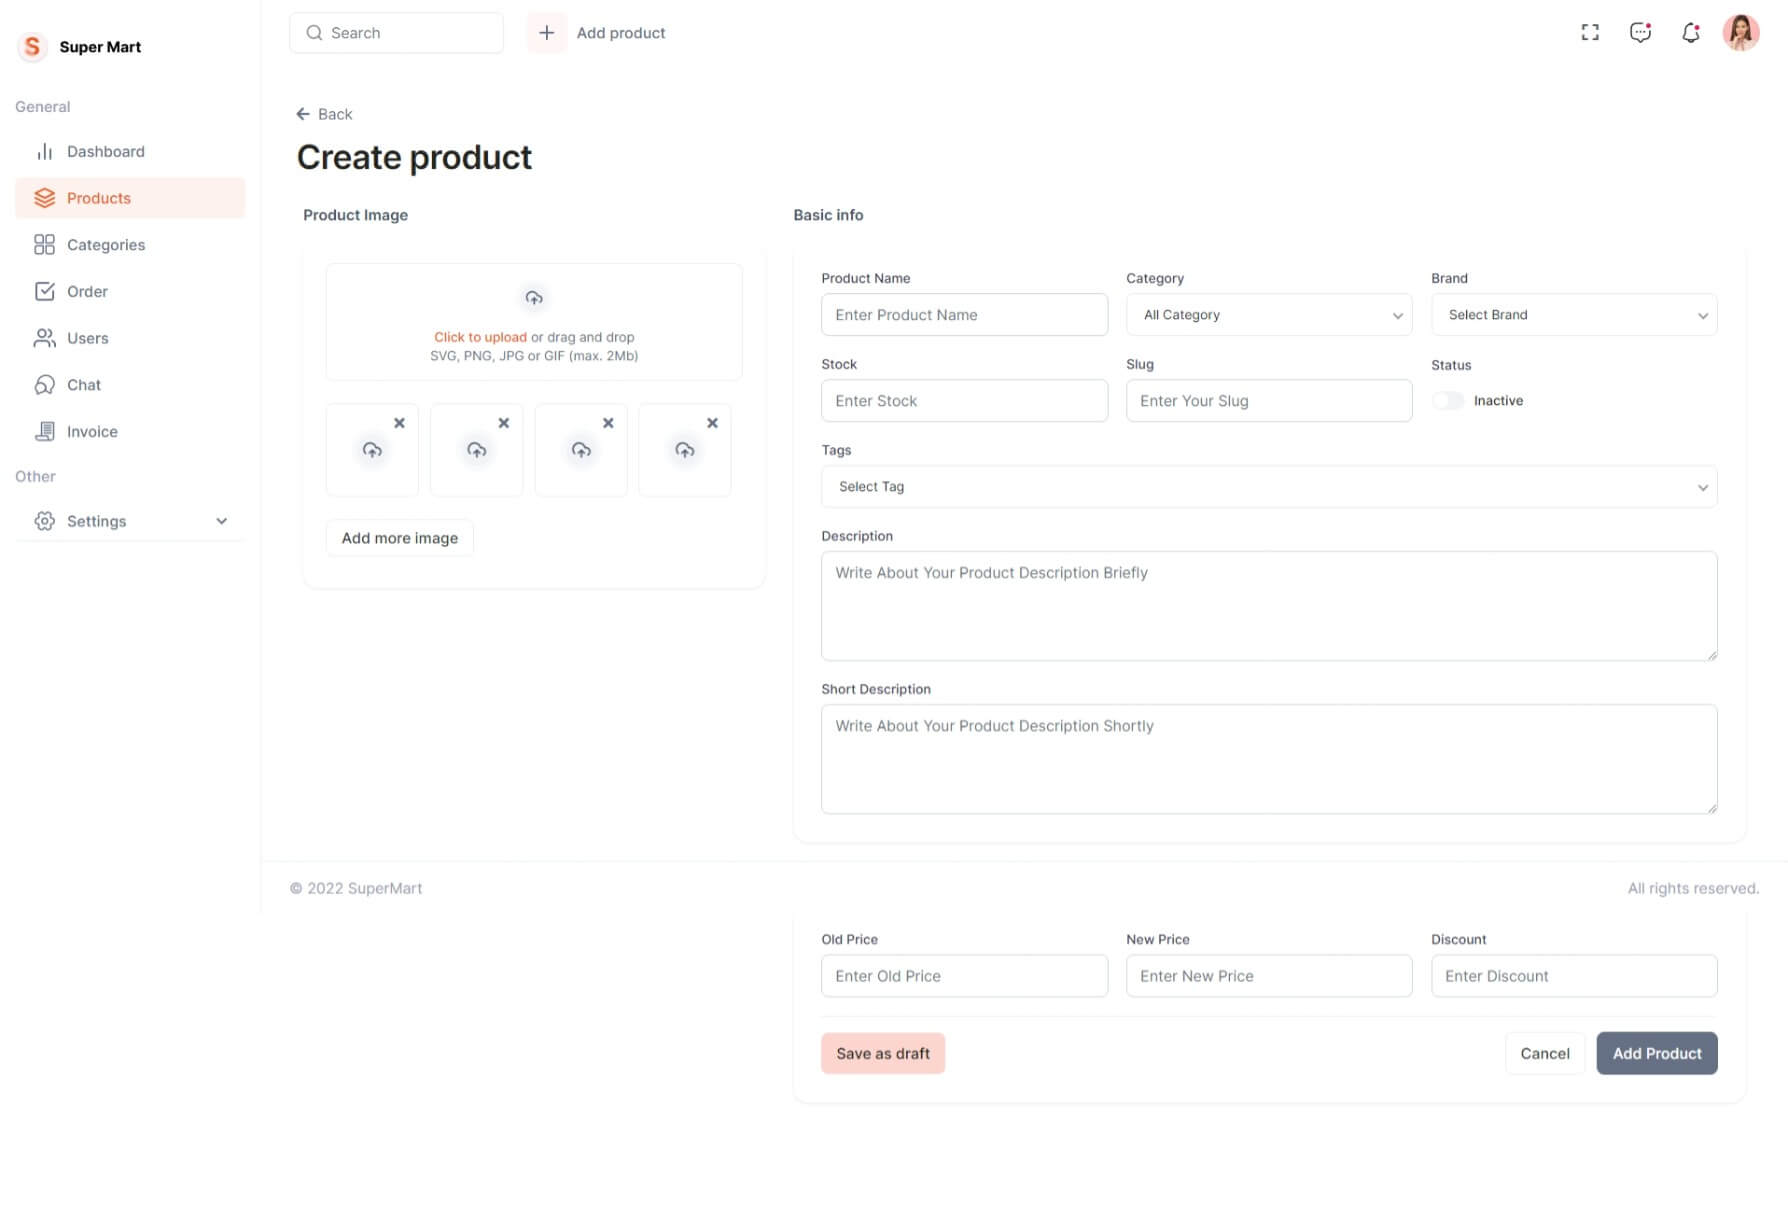 S
Super Mart
Search
Add product
General
Dashboard
Products
Categories
Order
Users
Chat
Invoice
Other
Settings
Back
Create product
Product Image
Click to upload or drag and drop
SVG, PNG, JPG or GIF (max. 2Mb)
Add more image
Basic info
Product Name
Category
Brand
Enter Product Name
All Category
Select Brand
Stock
Slug
Status
Enter Stock
Enter Your Slug
Inactive
Tags
Select Tag
Description
Write About Your Product Description Briefly
Short Description
Write About Your Product Description Shortly
© 2022 SuperMart
All rights reserved.
Old Price
New Price
Discount
Enter Old Price
Enter New Price
Enter Discount
Save as draft
Cancel
Add Product